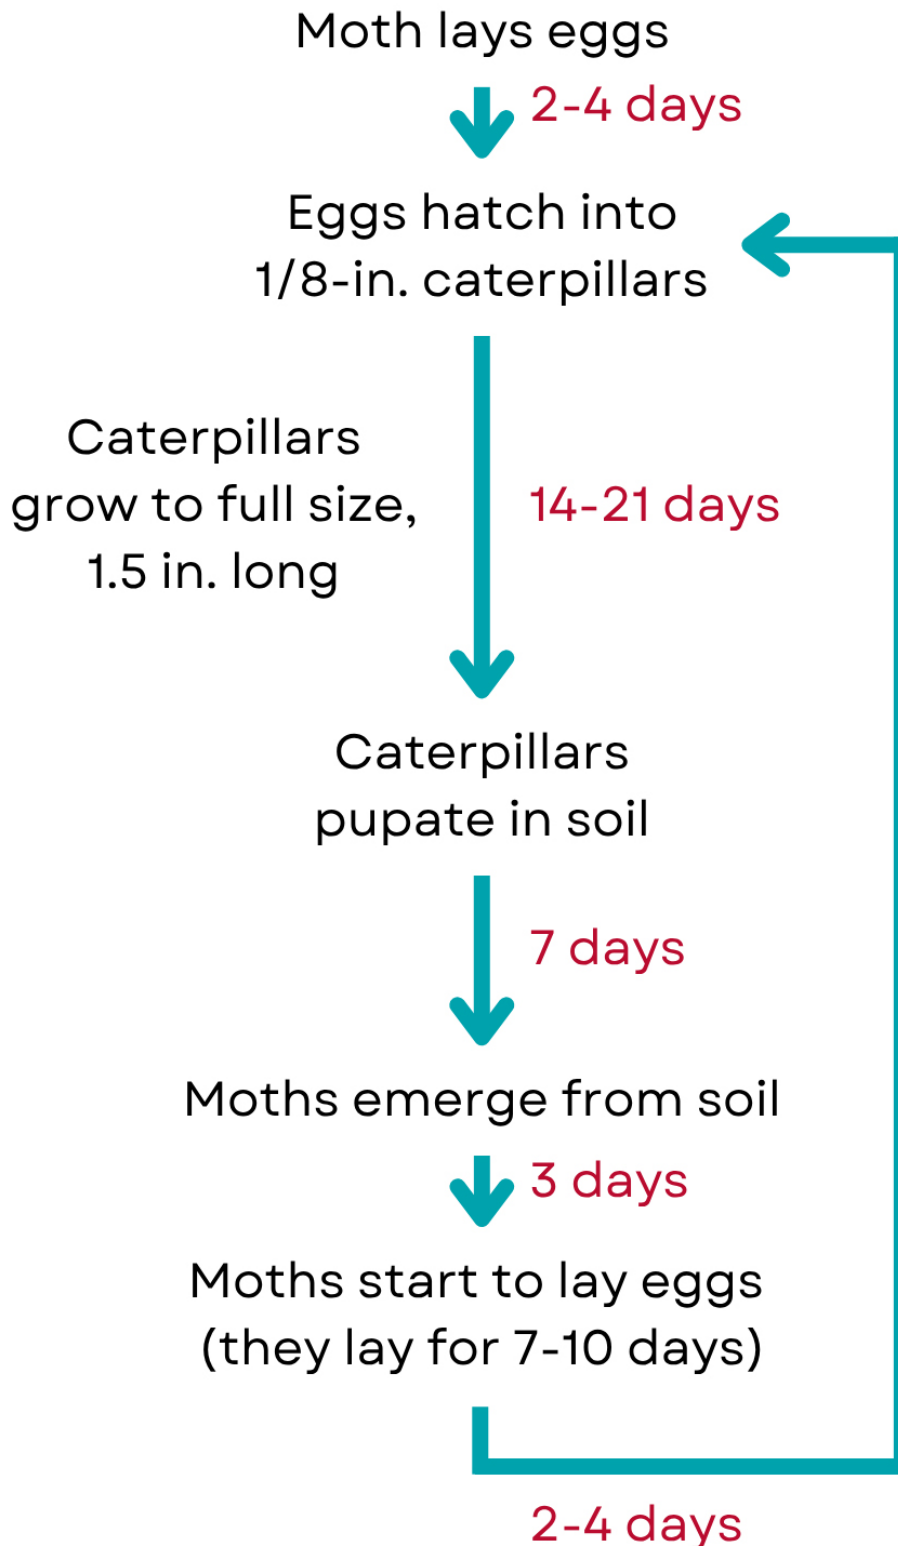 Moth lays eggs
2-4 days
Eggs hatch into
1/8-in. caterpillars
Caterpillars
grow to full size,
1.5 in. long
14-21 days
Caterpillars
pupate in soil
7 days
Moths emerge from soil
3 days
Moths start to lay eggs
(they lay for 7-10 days)
2-4 days